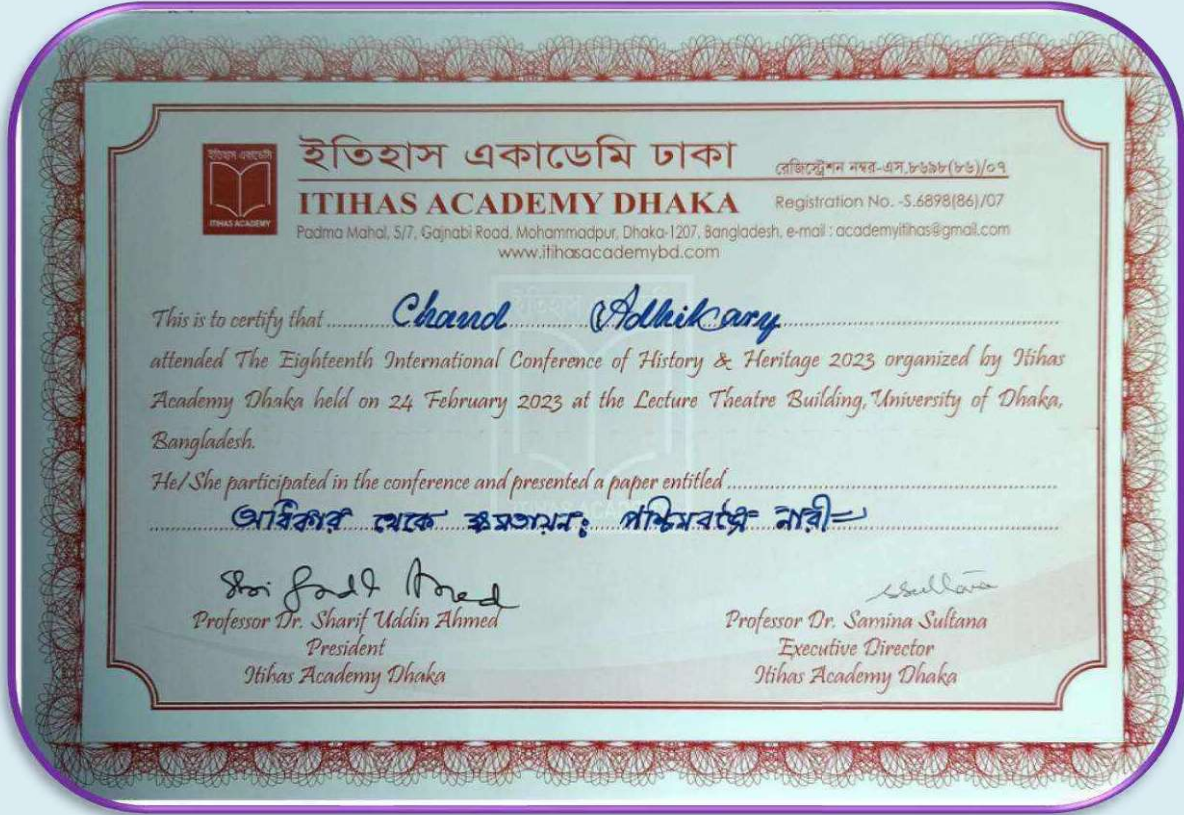 ইতিহাস একাডেমি
ITIHAS ACADEMY
ইতিহাস একাডেমি ঢাকা
রেজিস্ট্রেশন নম্বর-এস.৮৬৯৮(৮৬)/০৭
ITIHAS ACADEMY DHAKA
Registration No. -S.6898(86)/07
Padma Mahal, 5/7, Gajnabi Road, Mohammadpur, Dhaka-1207, Bangladesh, e-mail : academyitihas@gmail.com
www.itihasacademybd.com
This is to certify that Chand Adhikary
attended The Eighteenth International Conference of History & Heritage 2023 organized by Itihas
Academy Dhaka held on 24 February 2023 at the Lecture Theatre Building, University of Dhaka,
Bangladesh.
He/She participated in the conference and presented a paper entitled
অধিকার থেকে ক্ষমতায়ন: পশ্চিমবঙ্গে নারী
Professor Dr. Sharif Uddin Ahmed
President
Itihas Academy Dhaka
ssultana
Professor Dr. Samina Sultana
Executive Director
Itihas Academy Dhaka